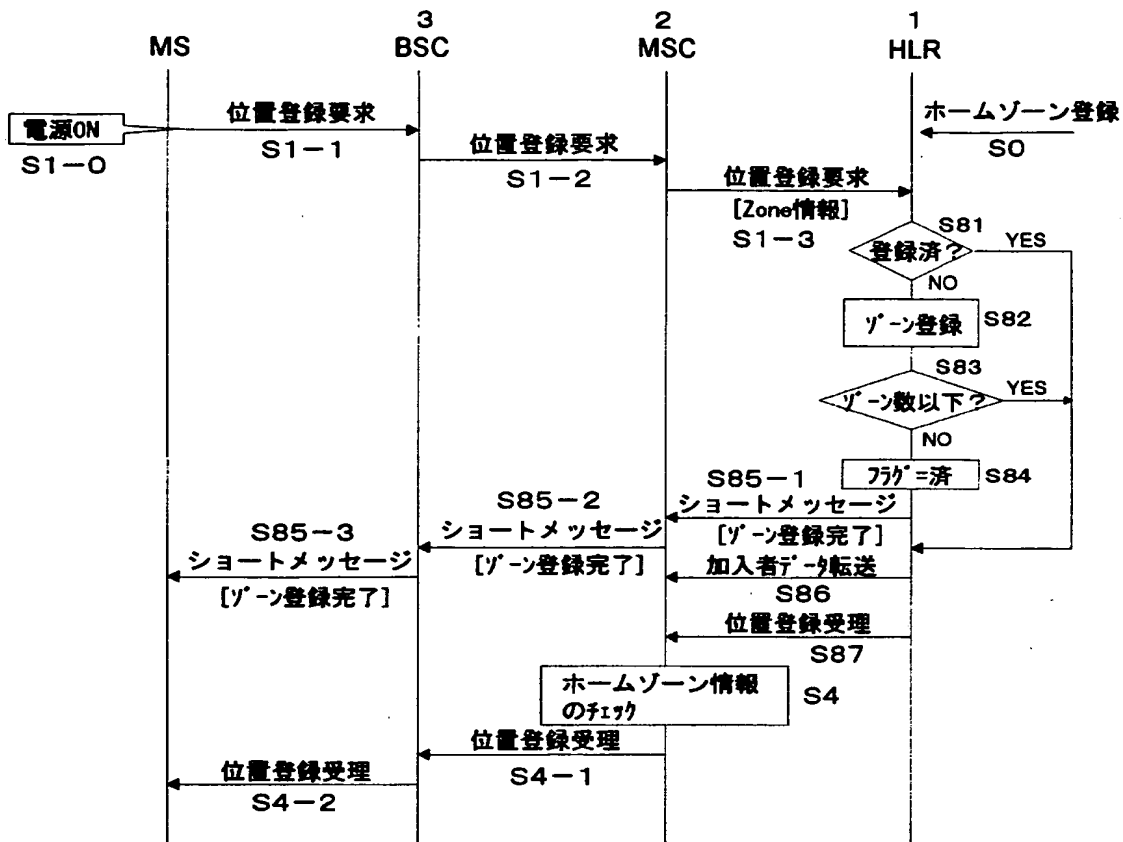 3
2
1
MS
BSC
MSC
HLR
電源ON
S1-0
位置登録要求
S1-1
ホームゾーン登録
S0
位置登録要求
S1-2
位置登録要求
[Zone情報]
S1-3
S81
登録済?
YES
NO
ゾーン登録
S82
S83
ゾーン数以下?
YES
NO
フラグ=済
S84
S85-1
ショートメッセージ
[ゾーン登録完了]
S85-2
ショートメッセージ
[ゾーン登録完了]
S85-3
ショートメッセージ
[ゾーン登録完了]
加入者データ転送
S86
位置登録受理
S87
ホームゾーン情報
のチェック
S4
位置登録受理
S4-1
位置登録受理
S4-2